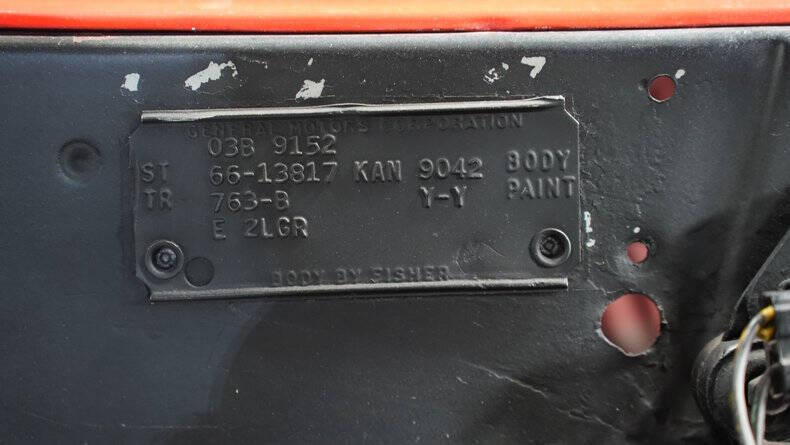 GENERAL MOTORS CORPORATION
03B 9152
ST 66-13817 KAN 9042 BODY
TR 763-B Y-Y PAINT
E 2LGR
BODY BY FISHER